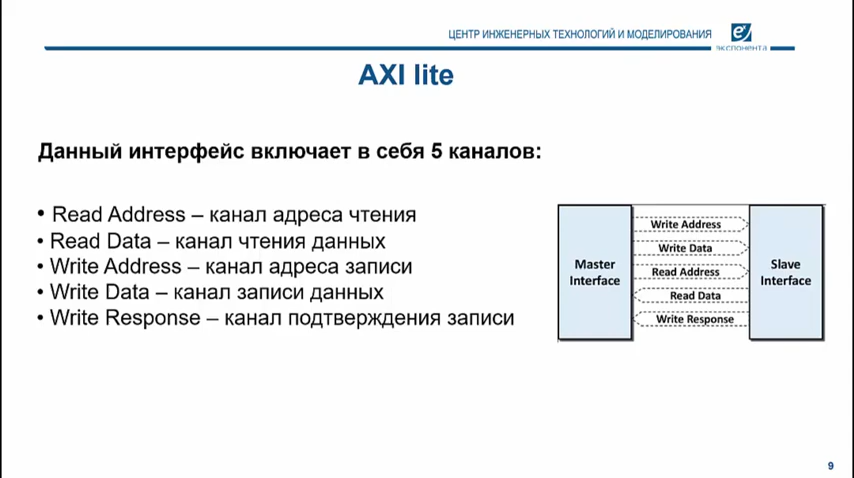 ЦЕНТР ИНЖЕНЕРНЫХ ТЕХНОЛОГИЙ И МОДЕЛИРОВАНИЯ
экспонента
AXI lite
Данный интерфейс включает в себя 5 каналов:
• Read Address – канал адреса чтения
• Read Data – канал чтения данных
• Write Address – канал адреса записи
• Write Data – канал записи данных
• Write Response – канал подтверждения записи
Master
Interface
Write Address
Write Data
Read Address
Read Data
Write Response
Slave
Interface
9